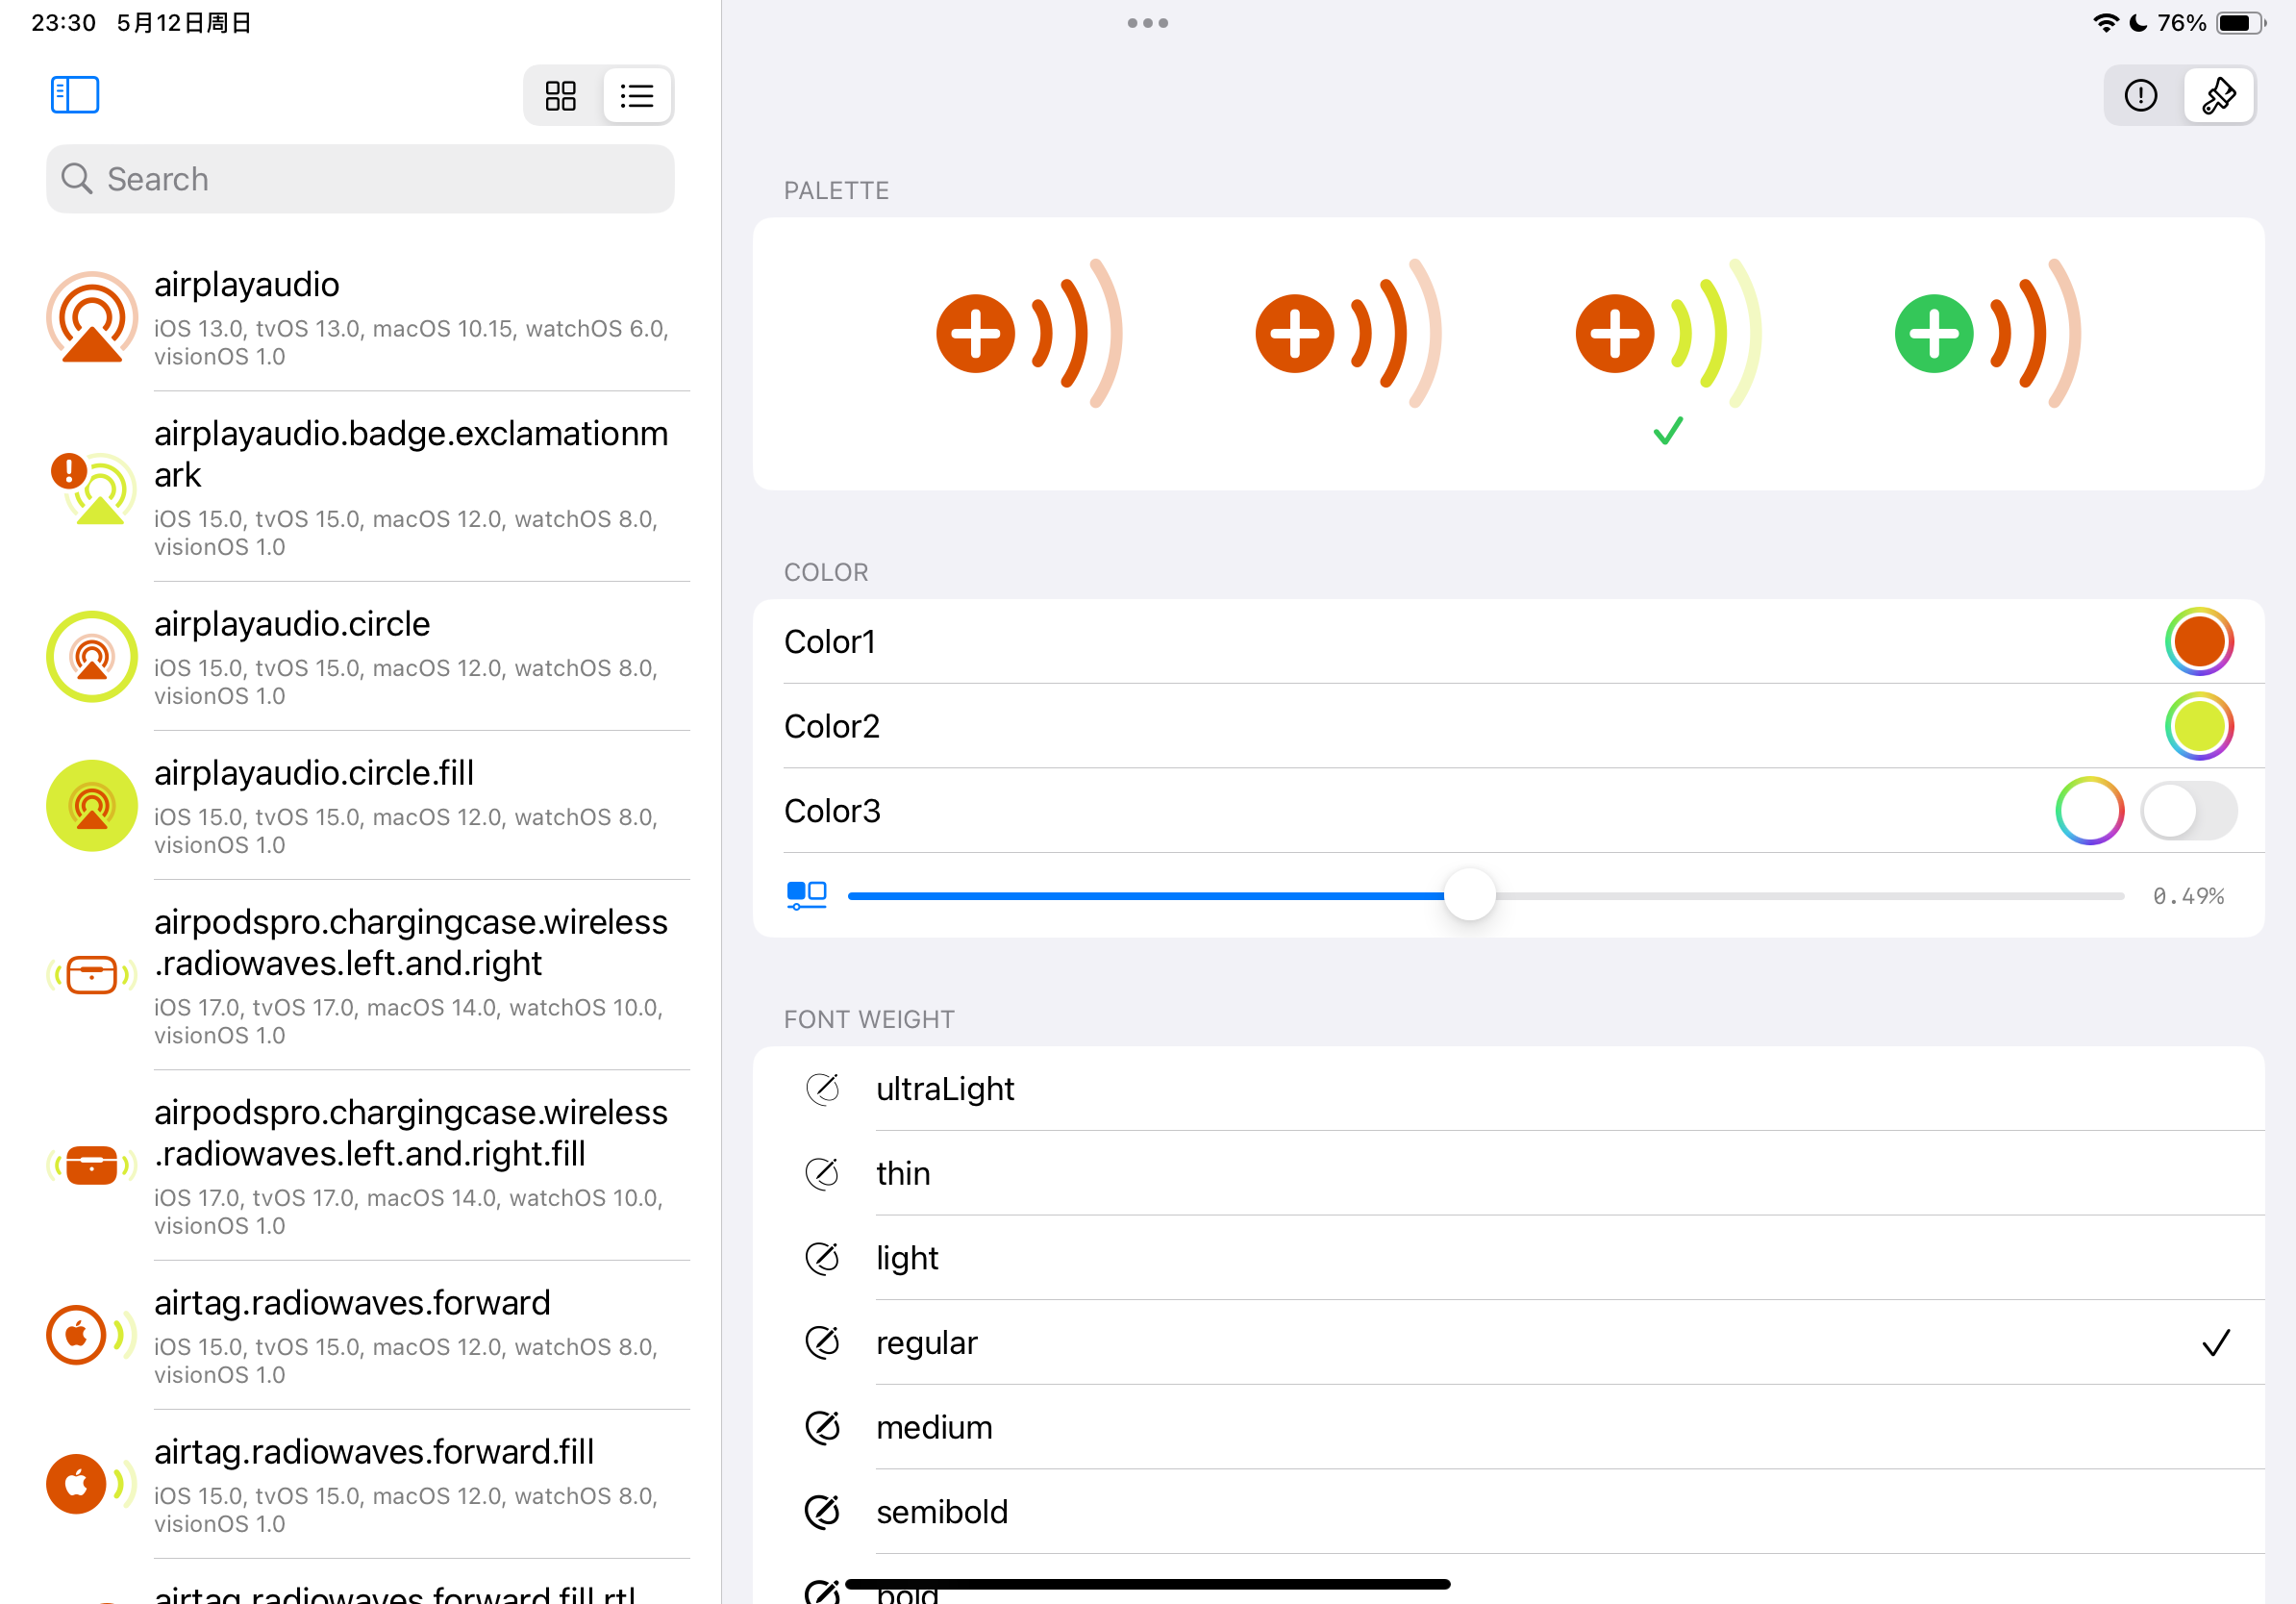 23:30 5月12日周日
76%
Search
airplayaudio
iOS 13.0, tvOS 13.0, macOS 10.15, watchOS 6.0,
visionOS 1.0
airplayaudio.badge.exclamationm
ark
iOS 15.0, tvOS 15.0, macOS 12.0, watchOS 8.0,
visionOS 1.0
airplayaudio.circle
iOS 15.0, tvOS 15.0, macOS 12.0, watchOS 8.0,
visionOS 1.0
airplayaudio.circle.fill
iOS 15.0, tvOS 15.0, macOS 12.0, watchOS 8.0,
visionOS 1.0
airpodspro.chargingcase.wireless
.radiowaves.left.and.right
iOS 17.0, tvOS 17.0, macOS 14.0, watchOS 10.0,
visionOS 1.0
airpodspro.chargingcase.wireless
.radiowaves.left.and.right.fill
iOS 17.0, tvOS 17.0, macOS 14.0, watchOS 10.0,
visionOS 1.0
airtag.radiowaves.forward
iOS 15.0, tvOS 15.0, macOS 12.0, watchOS 8.0,
visionOS 1.0
airtag.radiowaves.forward.fill
iOS 15.0, tvOS 15.0, macOS 12.0, watchOS 8.0,
visionOS 1.0
airtag.radiowaves.forward.fill.rtl
PALETTE
COLOR
Color1
Color2
Color3
0.49%
FONT WEIGHT
ultraLight
thin
light
regular
medium
semibold
bold